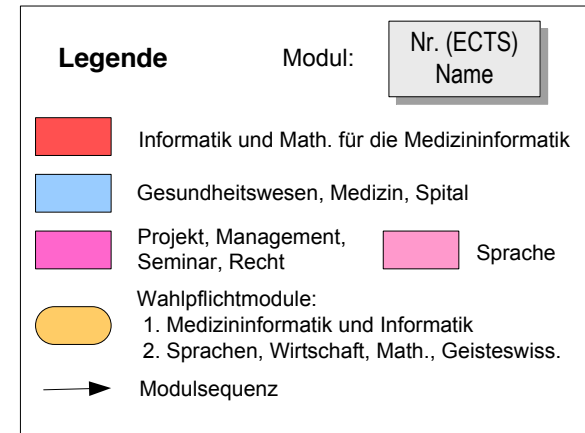 Legende
Modul:
Nr. (ECTS)
Name
Informatik und Math. für die Medizininformatik
Gesundheitswesen, Medizin, Spital
Projekt, Management,
Seminar, Recht
Sprache
Wahlpflichtmodule:
1. Medizininformatik und Informatik
2. Sprachen, Wirtschaft, Math., Geisteswiss.
Modulsequenz